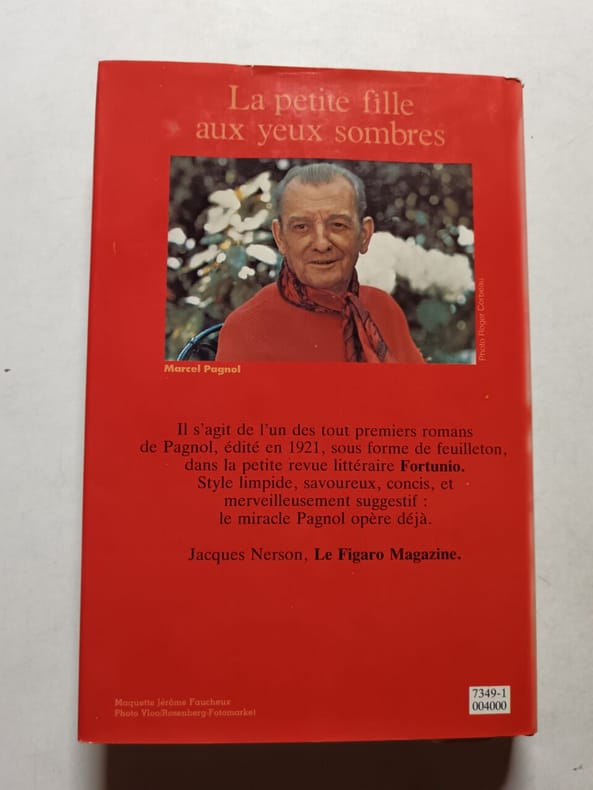 La petite fille
aux yeux sombres
Photo Roger Corbeau
Marcel Pagnol
Il s'agit de l'un des tout premiers romans
de Pagnol, édité en 1921, sous forme de feuilleton,
dans la petite revue littéraire Fortunio.
Style limpide, savoureux, concis, et
merveilleusement suggestif :
le miracle Pagnol opère déjà.
Jacques Nerson, Le Figaro Magazine.
Maquette Jérôme Faucheux
Photo Vloo/Rosenberg-Fotomarket
7349-1
004000